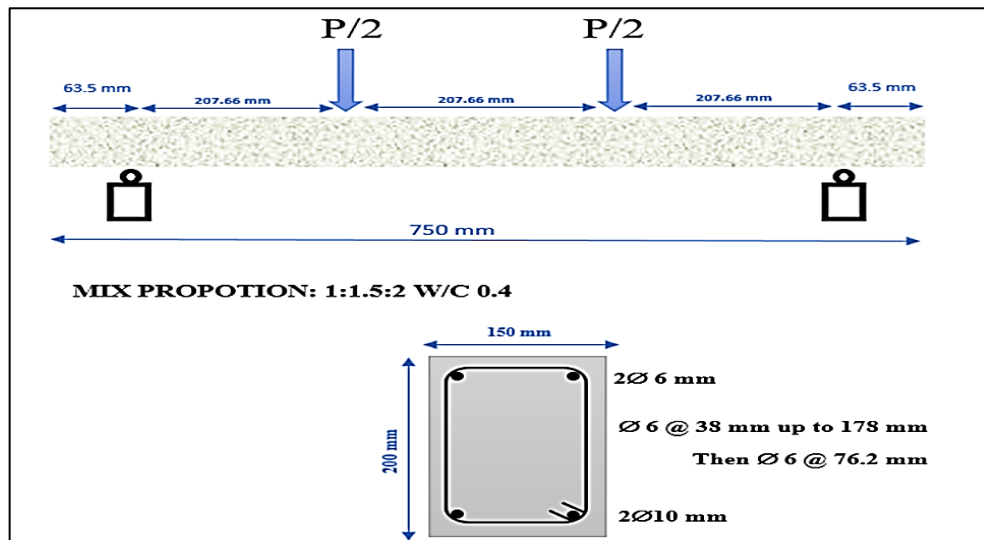 P/2 P/2
63.5 mm 207.66 mm 207.66 mm 207.66 mm 63.5 mm
750 mm
MIX PROPOTION: 1:1.5:2 W/C 0.4
150 mm
2Ø 6 mm
200 mm
Ø 6 @ 38 mm up to 178 mm
Then Ø 6 @ 76.2 mm
2Ø10 mm